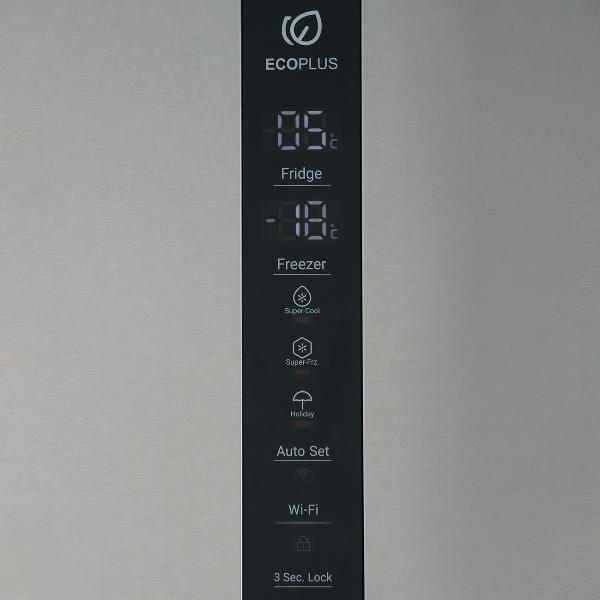 ECOPLUS
05°C
Fridge
-18°C
Freezer
Super-Cool
Super-Frz.
Holiday
Auto Set
Wi-Fi
3 Sec. Lock